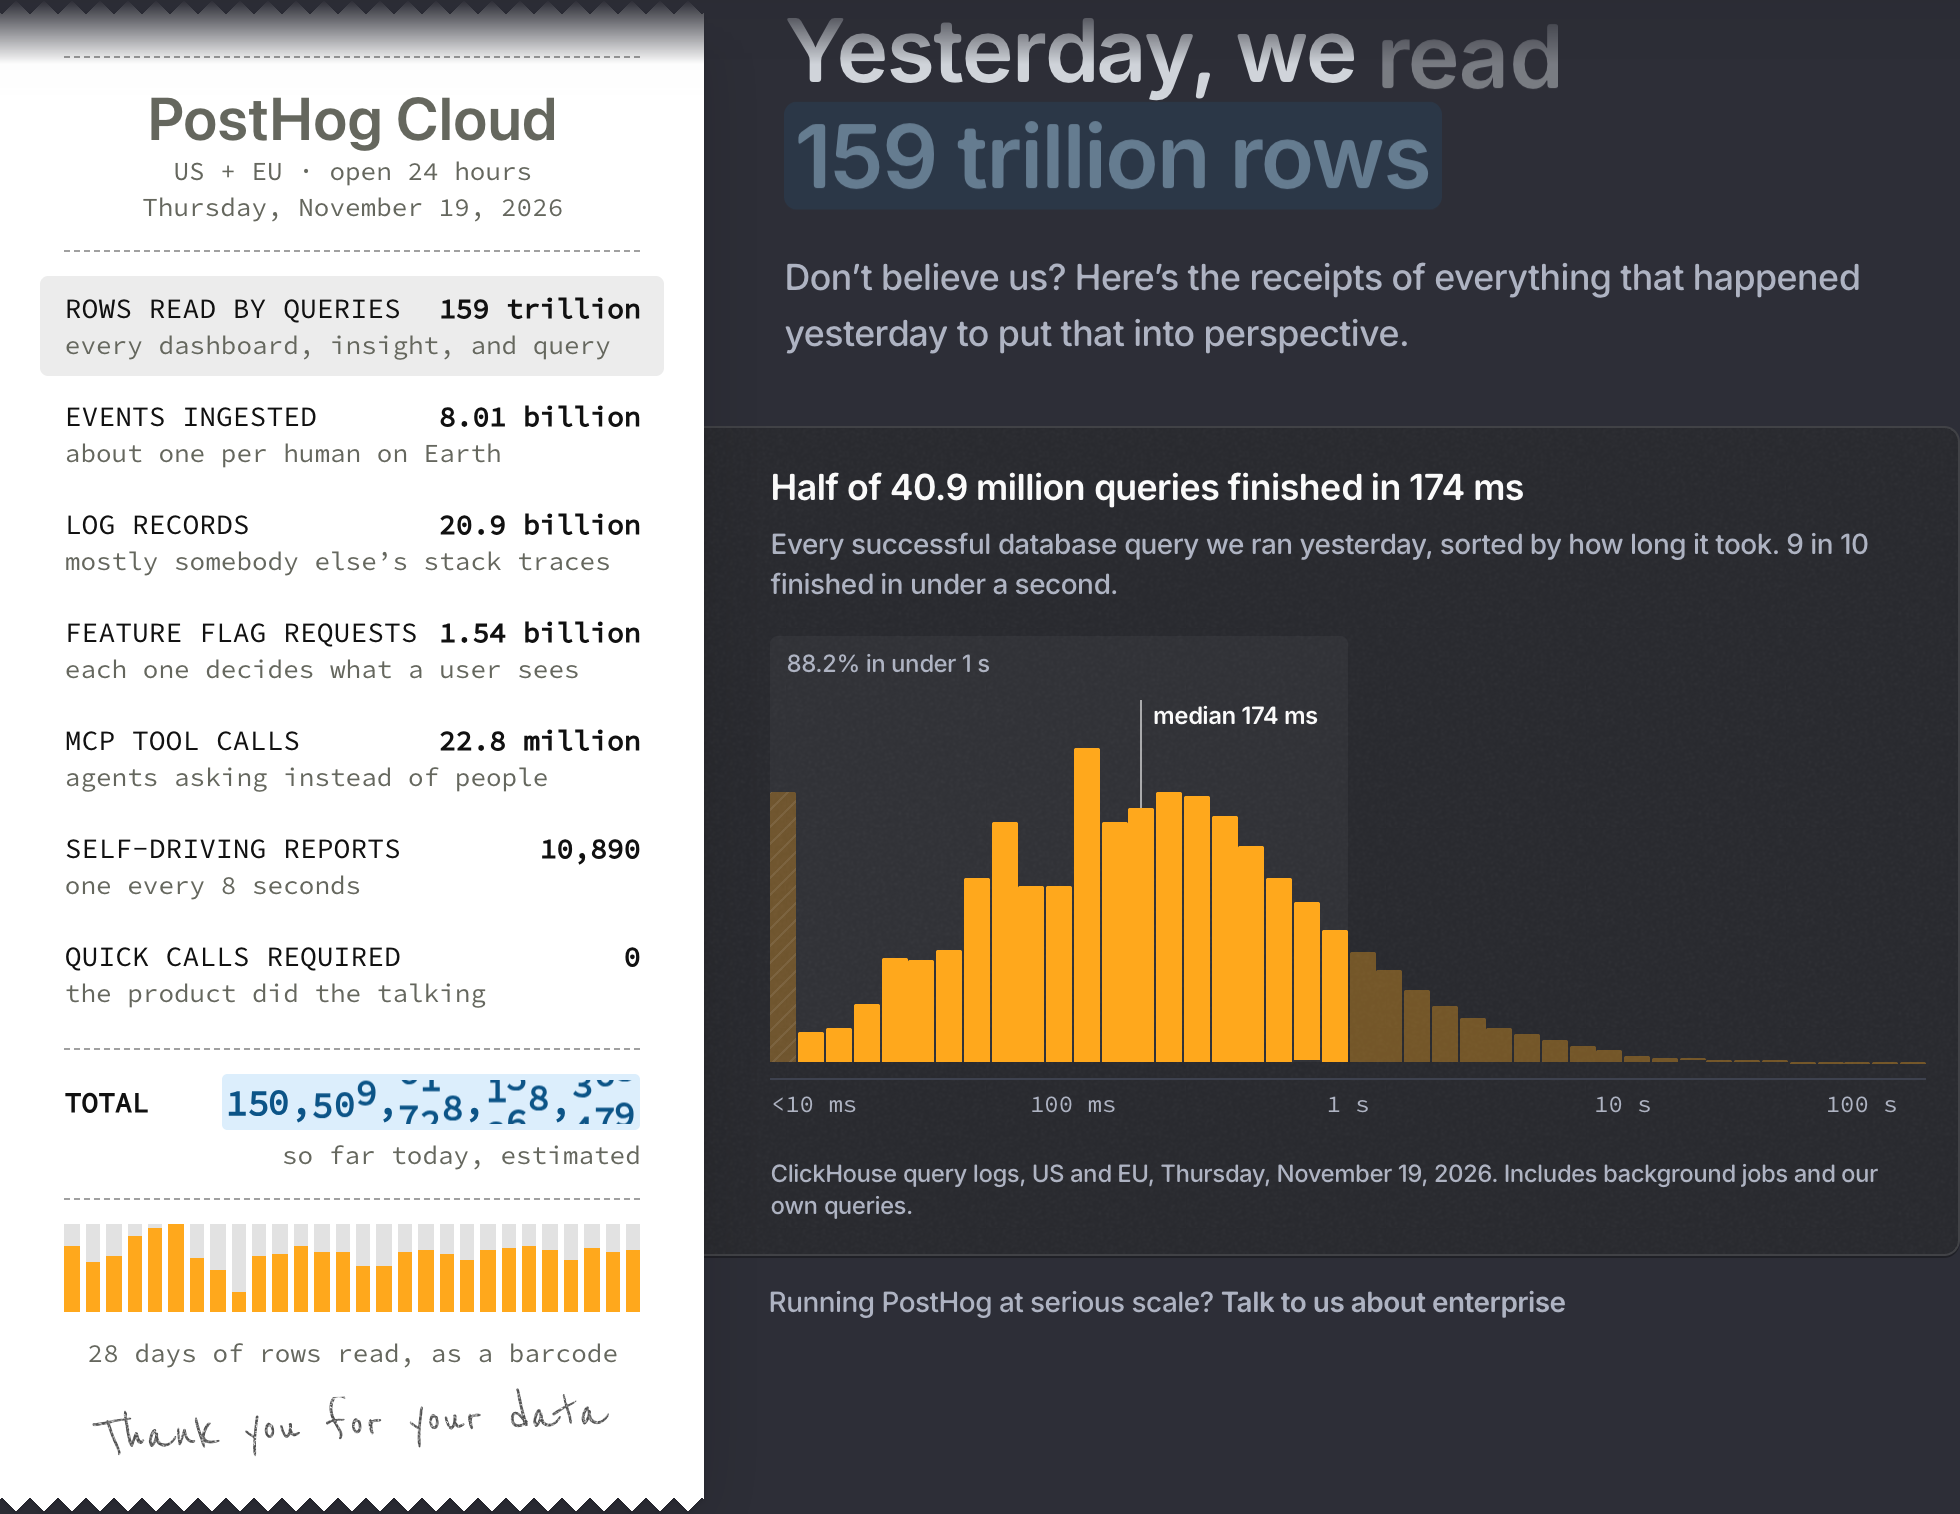 PostHog Cloud
US + EU · open 24 hours
Thursday, November 19, 2026
ROWS READ BY QUERIES 159 trillion
every dashboard, insight, and query
EVENTS INGESTED 8.01 billion
about one per human on Earth
LOG RECORDS 20.9 billion
mostly somebody else’s stack traces
FEATURE FLAG REQUESTS 1.54 billion
each one decides what a user sees
MCP TOOL CALLS 22.8 million
agents asking instead of people
SELF-DRIVING REPORTS 10,890
one every 8 seconds
QUICK CALLS REQUIRED 0
the product did the talking
TOTAL
so far today, estimated
28 days of rows read, as a barcode
Thank you for your data
Yesterday, we read
159 trillion rows
Don’t believe us? Here’s the receipts of everything that happened
yesterday to put that into perspective.
Half of 40.9 million queries finished in 174 ms
Every successful database query we ran yesterday, sorted by how long it took. 9 in 10
finished in under a second.
88.2% in under 1 s
median 174 ms
<10 ms 100 ms 1 s 10 s 100 s
ClickHouse query logs, US and EU, Thursday, November 19, 2026. Includes background jobs and our
own queries.
Running PostHog at serious scale? Talk to us about enterprise